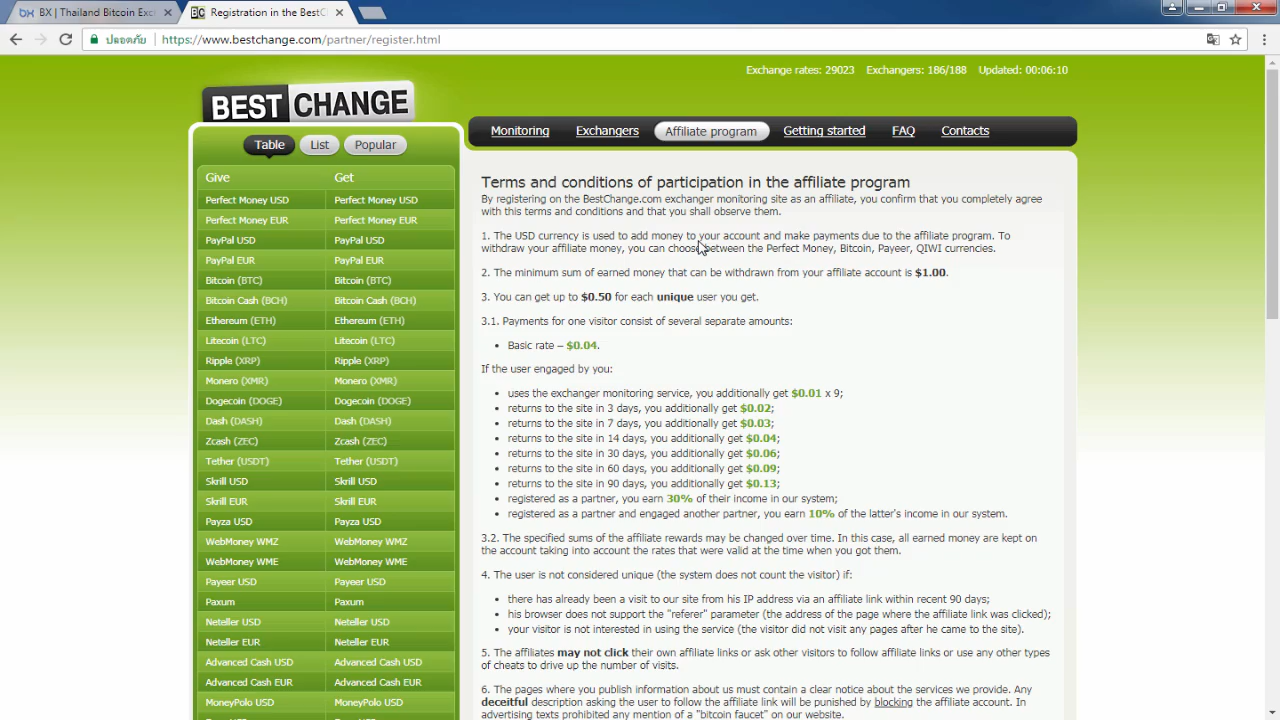 BX | Thailand Bitcoin Exc
BC Registration in the BestC
ปลอดภัย https://www.bestchange.com/partner/register.html
Exchange rates: 29023 Exchangers: 186/188 Updated: 00:06:10
BEST CHANGE
Monitoring Exchangers Affiliate program Getting started FAQ Contacts
Table List Popular
Give Get
Perfect Money USD Perfect Money USD
Perfect Money EUR Perfect Money EUR
PayPal USD PayPal USD
PayPal EUR PayPal EUR
Bitcoin (BTC) Bitcoin (BTC)
Bitcoin Cash (BCH) Bitcoin Cash (BCH)
Ethereum (ETH) Ethereum (ETH)
Litecoin (LTC) Litecoin (LTC)
Ripple (XRP) Ripple (XRP)
Monero (XMR) Monero (XMR)
Dogecoin (DOGE) Dogecoin (DOGE)
Dash (DASH) Dash (DASH)
Zcash (ZEC) Zcash (ZEC)
Tether (USDT) Tether (USDT)
Skrill USD Skrill USD
Skrill EUR Skrill EUR
Payza USD Payza USD
WebMoney WMZ WebMoney WMZ
WebMoney WME WebMoney WME
Payeer USD Payeer USD
Paxum Paxum
Neteller USD Neteller USD
Neteller EUR Neteller EUR
Advanced Cash USD Advanced Cash USD
Advanced Cash EUR Advanced Cash EUR
MoneyPolo USD MoneyPolo USD
Terms and conditions of participation in the affiliate program
By registering on the BestChange.com exchanger monitoring site as an affiliate, you confirm that you completely agree
with this terms and conditions and that you shall observe them.
1. The USD currency is used to add money to your account and make payments due to the affiliate program. To
withdraw your affiliate money, you can choose between the Perfect Money, Bitcoin, Payeer, QIWI currencies.
2. The minimum sum of earned money that can be withdrawn from your affiliate account is $1.00.
3. You can get up to $0.50 for each unique user you get.
3.1. Payments for one visitor consist of several separate amounts:
• Basic rate – $0.04.
If the user engaged by you:
• uses the exchanger monitoring service, you additionally get $0.01 x 9;
• returns to the site in 3 days, you additionally get $0.02;
• returns to the site in 7 days, you additionally get $0.03;
• returns to the site in 14 days, you additionally get $0.04;
• returns to the site in 30 days, you additionally get $0.06;
• returns to the site in 60 days, you additionally get $0.09;
• returns to the site in 90 days, you additionally get $0.13;
• registered as a partner, you earn 30% of their income in our system;
• registered as a partner and engaged another partner, you earn 10% of the latter's income in our system.
3.2. The specified sums of the affiliate rewards may be changed over time. In this case, all earned money are kept on
the account taking into account the rates that were valid at the time when you got them.
4. The user is not considered unique (the system does not count the visitor) if:
• there has already been a visit to our site from his IP address via an affiliate link within recent 90 days;
• his browser does not support the "referer" parameter (the address of the page where the affiliate link was clicked);
• your visitor is not interested in using the service (the visitor did not visit any pages after he came to the site).
5. The affiliates may not click their own affiliate links or ask other visitors to follow affiliate links or use any other types
of cheats to drive up the number of visits.
6. The pages where you publish information about us must contain a clear notice about the services we provide. Any
deceitful description asking the user to follow the affiliate link will be punished by blocking the affiliate account. In
advertising texts prohibited any mention of a "bitcoin faucet" on our website.